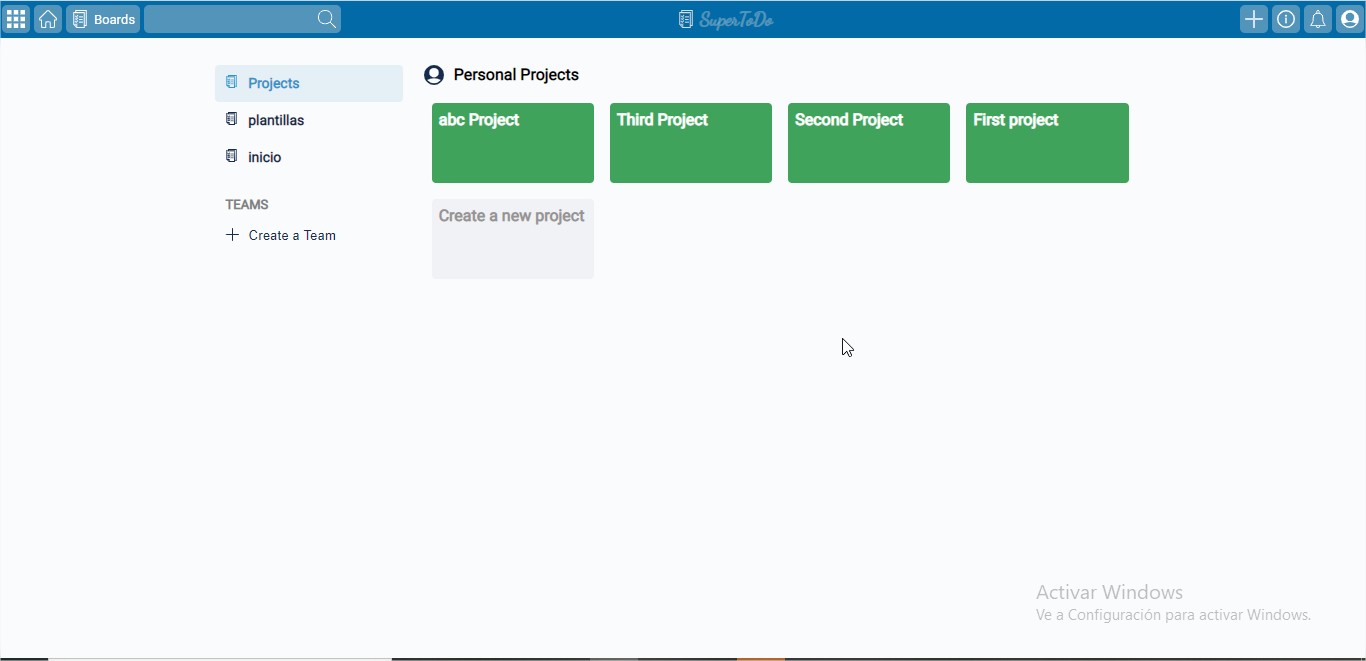 Boards
SuperToDo
Projects
plantillas
inicio
TEAMS
Create a Team
Personal Projects
abc Project
Third Project
Second Project
First project
Create a new project
Activar Windows
Ve a Configuración para activar Windows.